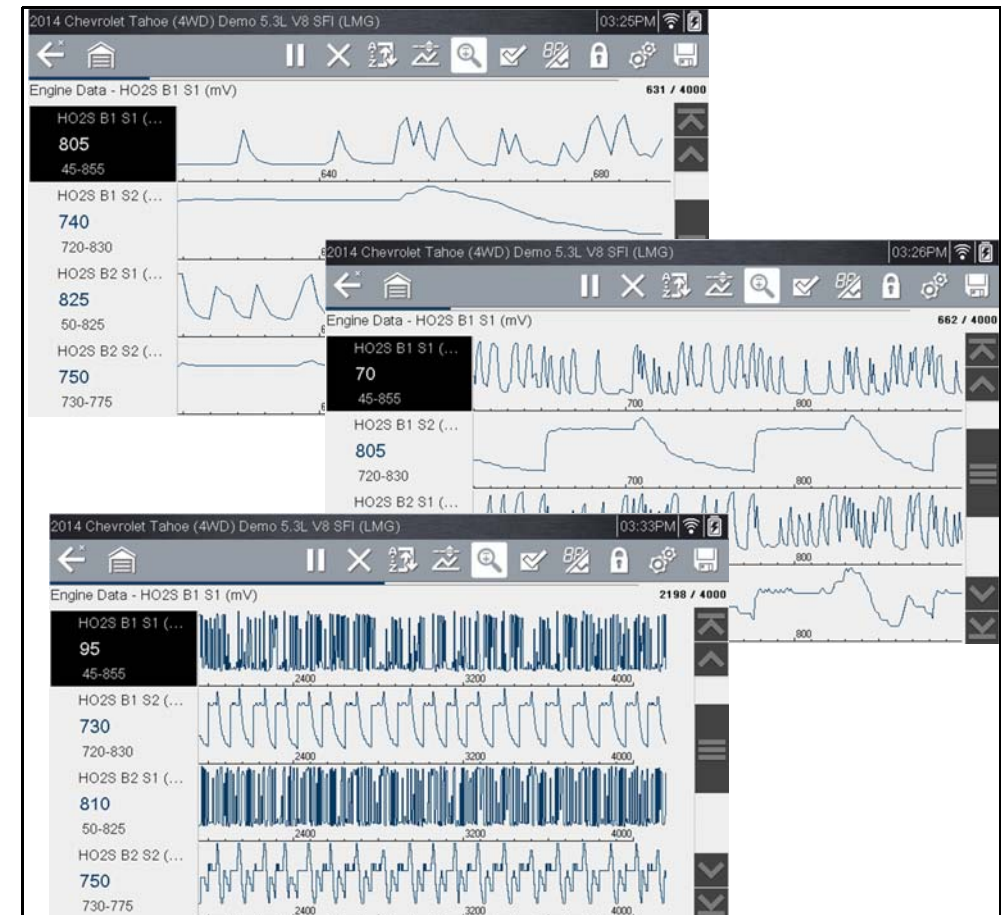 2014 Chevrolet Tahoe (4WD) Demo 5.3L V8 SFI (LMG) 03:25PM
Engine Data - HO2S B1 S1 (mV) 631 / 4000
HO2S B1 S1 (...
805
45-855
640 680
HO2S B1 S2 (...
740
720-830
HO2S B2 S1 (...
825
50-825
HO2S B2 S2 (...
750
730-775
2014 Chevrolet Tahoe (4WD) Demo 5.3L V8 SFI (LMG) 03:26PM
Engine Data - HO2S B1 S1 (mV) 662 / 4000
HO2S B1 S1 (...
70
45-855
700 800
HO2S B1 S2 (...
805
720-830
700 800
HO2S B2 S1 (...
800
800
2014 Chevrolet Tahoe (4WD) Demo 5.3L V8 SFI (LMG) 03:33PM
Engine Data - HO2S B1 S1 (mV) 2198 / 4000
HO2S B1 S1 (...
95
45-855
2400 3200 4000
HO2S B1 S2 (...
730
720-830
2400 3200 4000
HO2S B2 S1 (...
810
50-825
2400 3200 4000
HO2S B2 S2 (...
750
730-775
2400 3200 4000